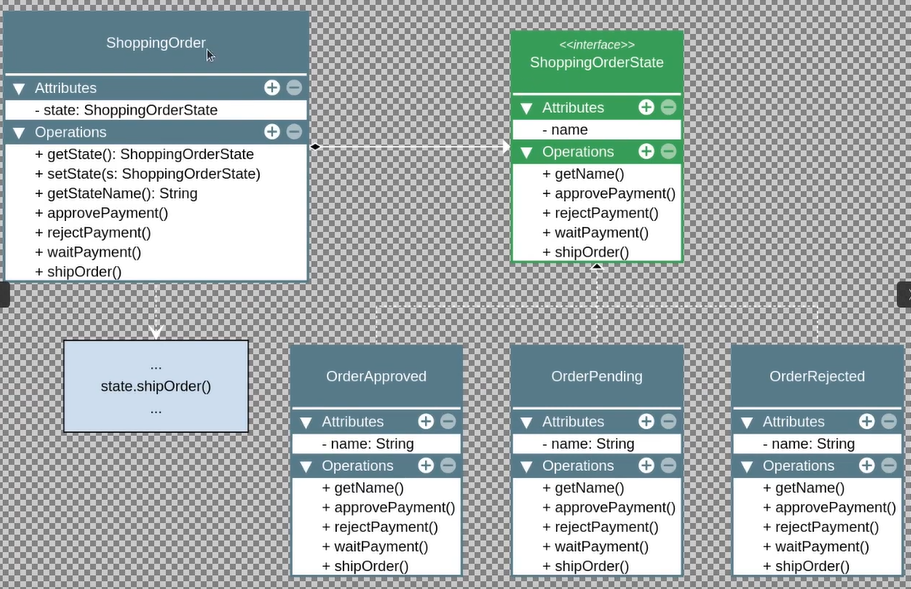 ShoppingOrder
Attributes
- state: ShoppingOrderState
Operations
+ getState(): ShoppingOrderState
+ setState(s: ShoppingOrderState)
+ getStateName(): String
+ approvePayment()
+ rejectPayment()
+ waitPayment()
+ shipOrder()
<<interface>>
ShoppingOrderState
Attributes
- name
Operations
+ getName()
+ approvePayment()
+ rejectPayment()
+ waitPayment()
+ shipOrder()
...
state.shipOrder()
...
OrderApproved
Attributes
- name: String
Operations
+ getName()
+ approvePayment()
+ rejectPayment()
+ waitPayment()
+ shipOrder()
OrderPending
Attributes
- name: String
Operations
+ getName()
+ approvePayment()
+ rejectPayment()
+ waitPayment()
+ shipOrder()
OrderRejected
Attributes
- name: String
Operations
+ getName()
+ approvePayment()
+ rejectPayment()
+ waitPayment()
+ shipOrder()